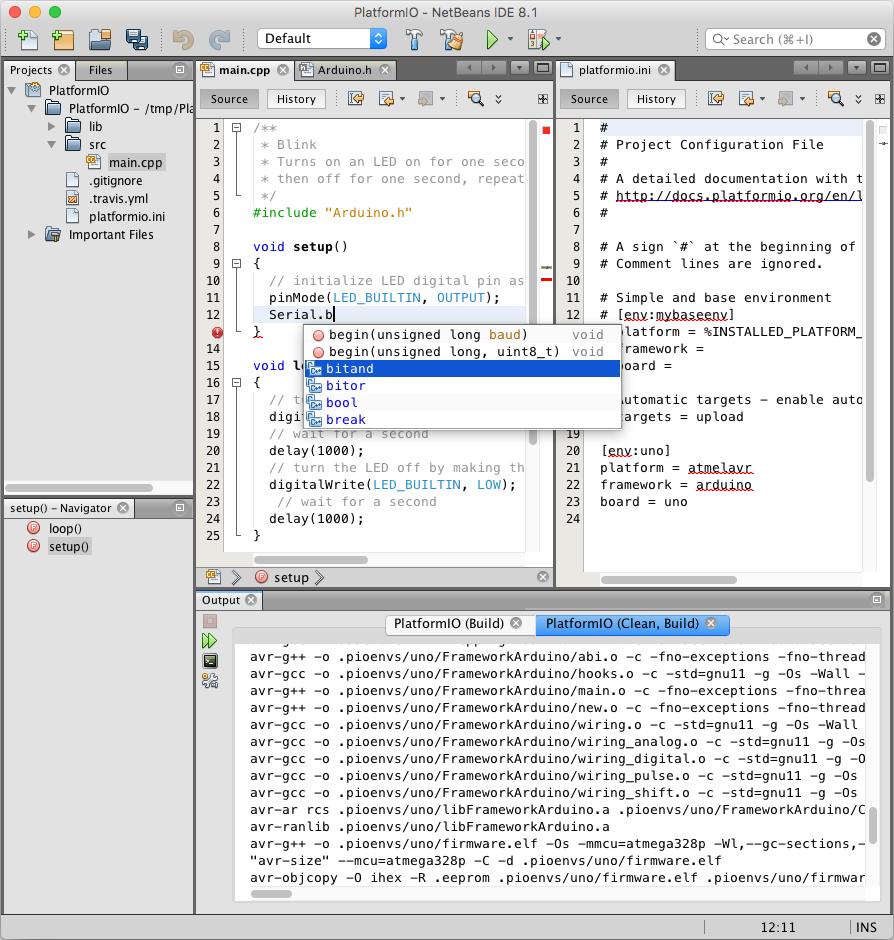 PlatformIO - NetBeans IDE 8.1
Default
Search (⌘+I)
Projects
Files
PlatformIO
PlatformIO – /tmp/Pla
lib
src
main.cpp
.gitignore
.travis.yml
platformio.ini
Important Files
setup() – Navigator
loop()
setup()
main.cpp
Arduino.h
Source
History
1 /**
2 * Blink
3 * Turns on an LED on for one seco
4 * then off for one second, repeat
5 */
6 #include "Arduino.h"
7
8 void setup()
9 {
10 // initialize LED digital pin as
11 pinMode(LED_BUILTIN, OUTPUT);
12 Serial.b
}
14
15 void l
16 {
17 // t
18 digi
19 // wait for a second
20 delay(1000);
21 // turn the LED off by making th
22 digitalWrite(LED_BUILTIN, LOW);
23 // wait for a second
24 delay(1000);
25 }
begin(unsigned long baud) void
begin(unsigned long, uint8_t) void
bitand
bitor
bool
break
setup
platformio.ini
Source
History
1 #
2 # Project Configuration File
3 #
4 # A detailed documentation with t
5 # http://docs.platformio.org/en/l
6 #
7
8 # A sign `#` at the beginning of
9 # Comment lines are ignored.
10
11 # Simple and base environment
12 # [env:mybaseenv]
platform = %INSTALLED_PLATFORM_
framework =
board =
Automatic targets - enable auto
targets = upload
19
20 [env:uno]
21 platform = atmelavr
22 framework = arduino
23 board = uno
24
Output
PlatformIO (Build)
PlatformIO (Clean, Build)
avr-g++ -o .pioenvs/uno/FrameworkArduino/abi.o -c -fno-exceptions -fno-thread
avr-gcc -o .pioenvs/uno/FrameworkArduino/hooks.o -c -std=gnu11 -g -Os -Wall -
avr-g++ -o .pioenvs/uno/FrameworkArduino/main.o -c -fno-exceptions -fno-threa
avr-g++ -o .pioenvs/uno/FrameworkArduino/new.o -c -fno-exceptions -fno-thread
avr-gcc -o .pioenvs/uno/FrameworkArduino/wiring.o -c -std=gnu11 -g -Os -Wall
avr-gcc -o .pioenvs/uno/FrameworkArduino/wiring_analog.o -c -std=gnu11 -g -Os
avr-gcc -o .pioenvs/uno/FrameworkArduino/wiring_digital.o -c -std=gnu11 -g -O
avr-gcc -o .pioenvs/uno/FrameworkArduino/wiring_pulse.o -c -std=gnu11 -g -Os
avr-gcc -o .pioenvs/uno/FrameworkArduino/wiring_shift.o -c -std=gnu11 -g -Os
avr-ar rcs .pioenvs/uno/libFrameworkArduino.a .pioenvs/uno/FrameworkArduino/C
avr-ranlib .pioenvs/uno/libFrameworkArduino.a
avr-g++ -o .pioenvs/uno/firmware.elf -Os -mmcu=atmega328p -Wl,--gc-sections,-
"avr-size" --mcu=atmega328p -C -d .pioenvs/uno/firmware.elf
avr-objcopy -O ihex -R .eeprom .pioenvs/uno/firmware.elf .pioenvs/uno/firmwar
12:11
INS